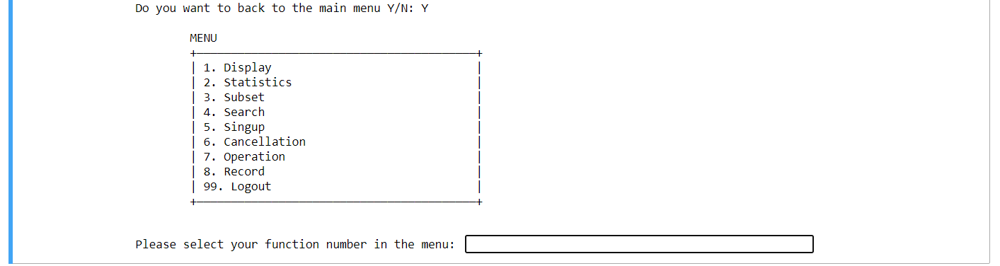 Do you want to back to the main menu Y/N: Y
MENU
+—————————————————————————————————————————+
| 1. Display |
| 2. Statistics |
| 3. Subset |
| 4. Search |
| 5. Singup |
| 6. Cancellation |
| 7. Operation |
| 8. Record |
| 99. Logout |
+—————————————————————————————————————————+
Please select your function number in the menu: